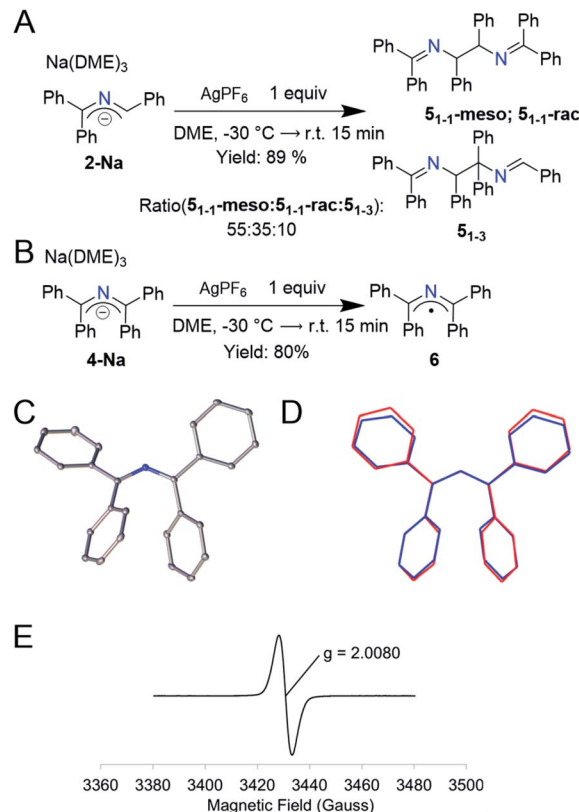 A
Na(DME)3
Ph N Ph
⊖
Ph
2-Na
AgPF6 1 equiv
DME, -30 °C → r.t. 15 min
Yield: 89 %
Ph Ph Ph
Ph N N Ph
Ph Ph Ph
51-1-meso; 51-1-rac
Ph Ph
Ph N N Ph
Ph
Ph Ph
51-3
Ratio(51-1-meso:51-1-rac:51-3):
55:35:10
B
Na(DME)3
Ph N Ph
⊖
Ph Ph
4-Na
AgPF6 1 equiv
DME, -30 °C → r.t. 15 min
Yield: 80%
Ph N Ph
Ph Ph
6
C
D
E
g = 2.0080
3360 3380 3400 3420 3440 3460 3480 3500
Magnetic Field (Gauss)